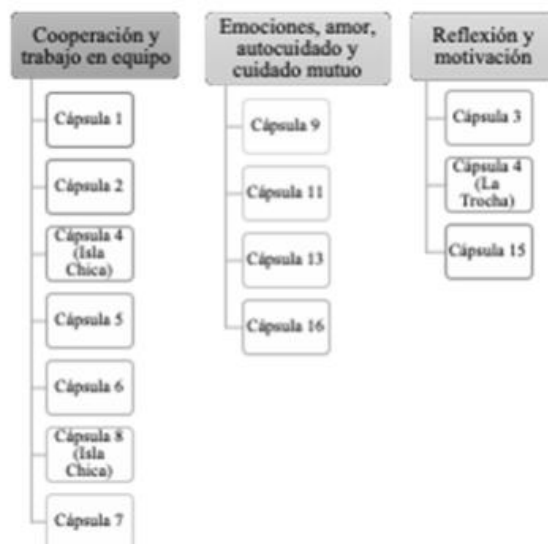 Cooperación y
trabajo en equipo
Cápsula 1
Cápsula 2
Cápsula 4
(Isla
Chica)
Cápsula 5
Cápsula 6
Cápsula 8
(Isla
Chica)
Cápsula 7
Emociones, amor,
autocuidado y
cuidado mutuo
Cápsula 9
Cápsula 11
Cápsula 13
Cápsula 16
Reflexión y
motivación
Cápsula 3
Cápsula 4
(La
Trocha)
Cápsula 15